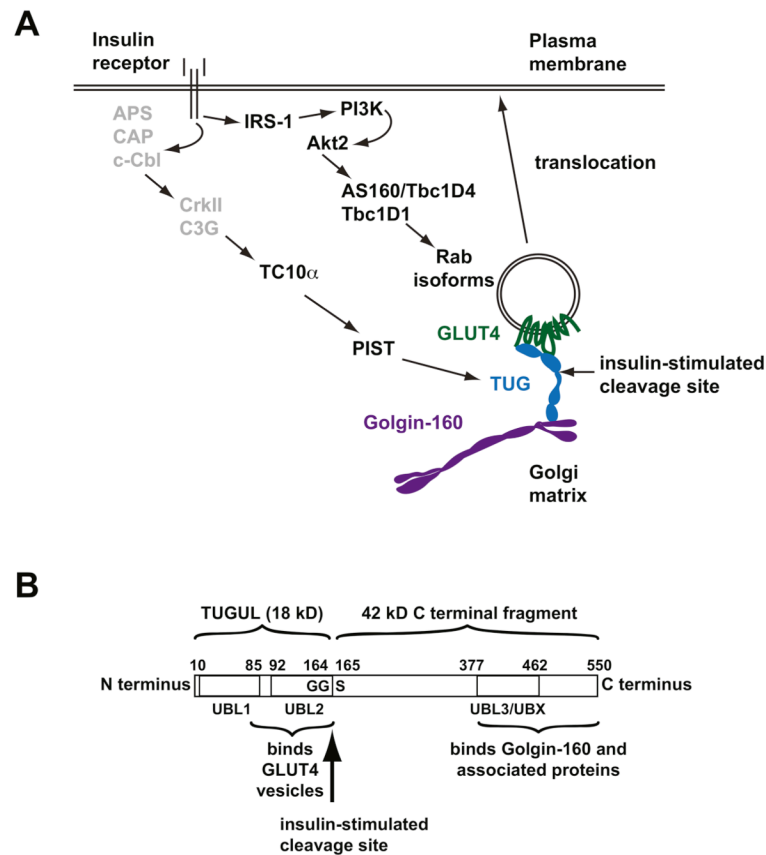 A
Insulin
receptor
Plasma
membrane
APS
CAP
c-Cbl
IRS-1
PI3K
Akt2
translocation
AS160/Tbc1D4
Tbc1D1
CrkII
C3G
Rab
isoforms
TC10α
GLUT4
PIST
insulin-stimulated
cleavage site
TUG
Golgin-160
Golgi
matrix
B
TUGUL (18 kD)
42 kD C terminal fragment
10 85 92 164 165 377 462 550
N terminus
GG S
C terminus
UBL1 UBL2 UBL3/UBX
binds
GLUT4
vesicles
binds Golgin-160 and
associated proteins
insulin-stimulated
cleavage site